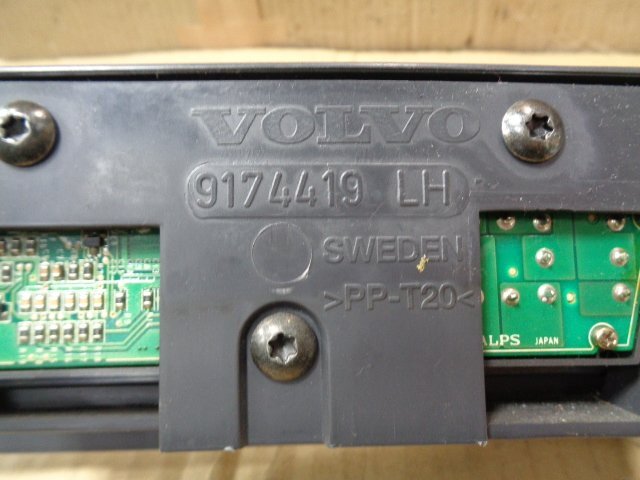 VOLVO
9174419 LH
SWEDEN
>PP-T20<
ALPS JAPAN